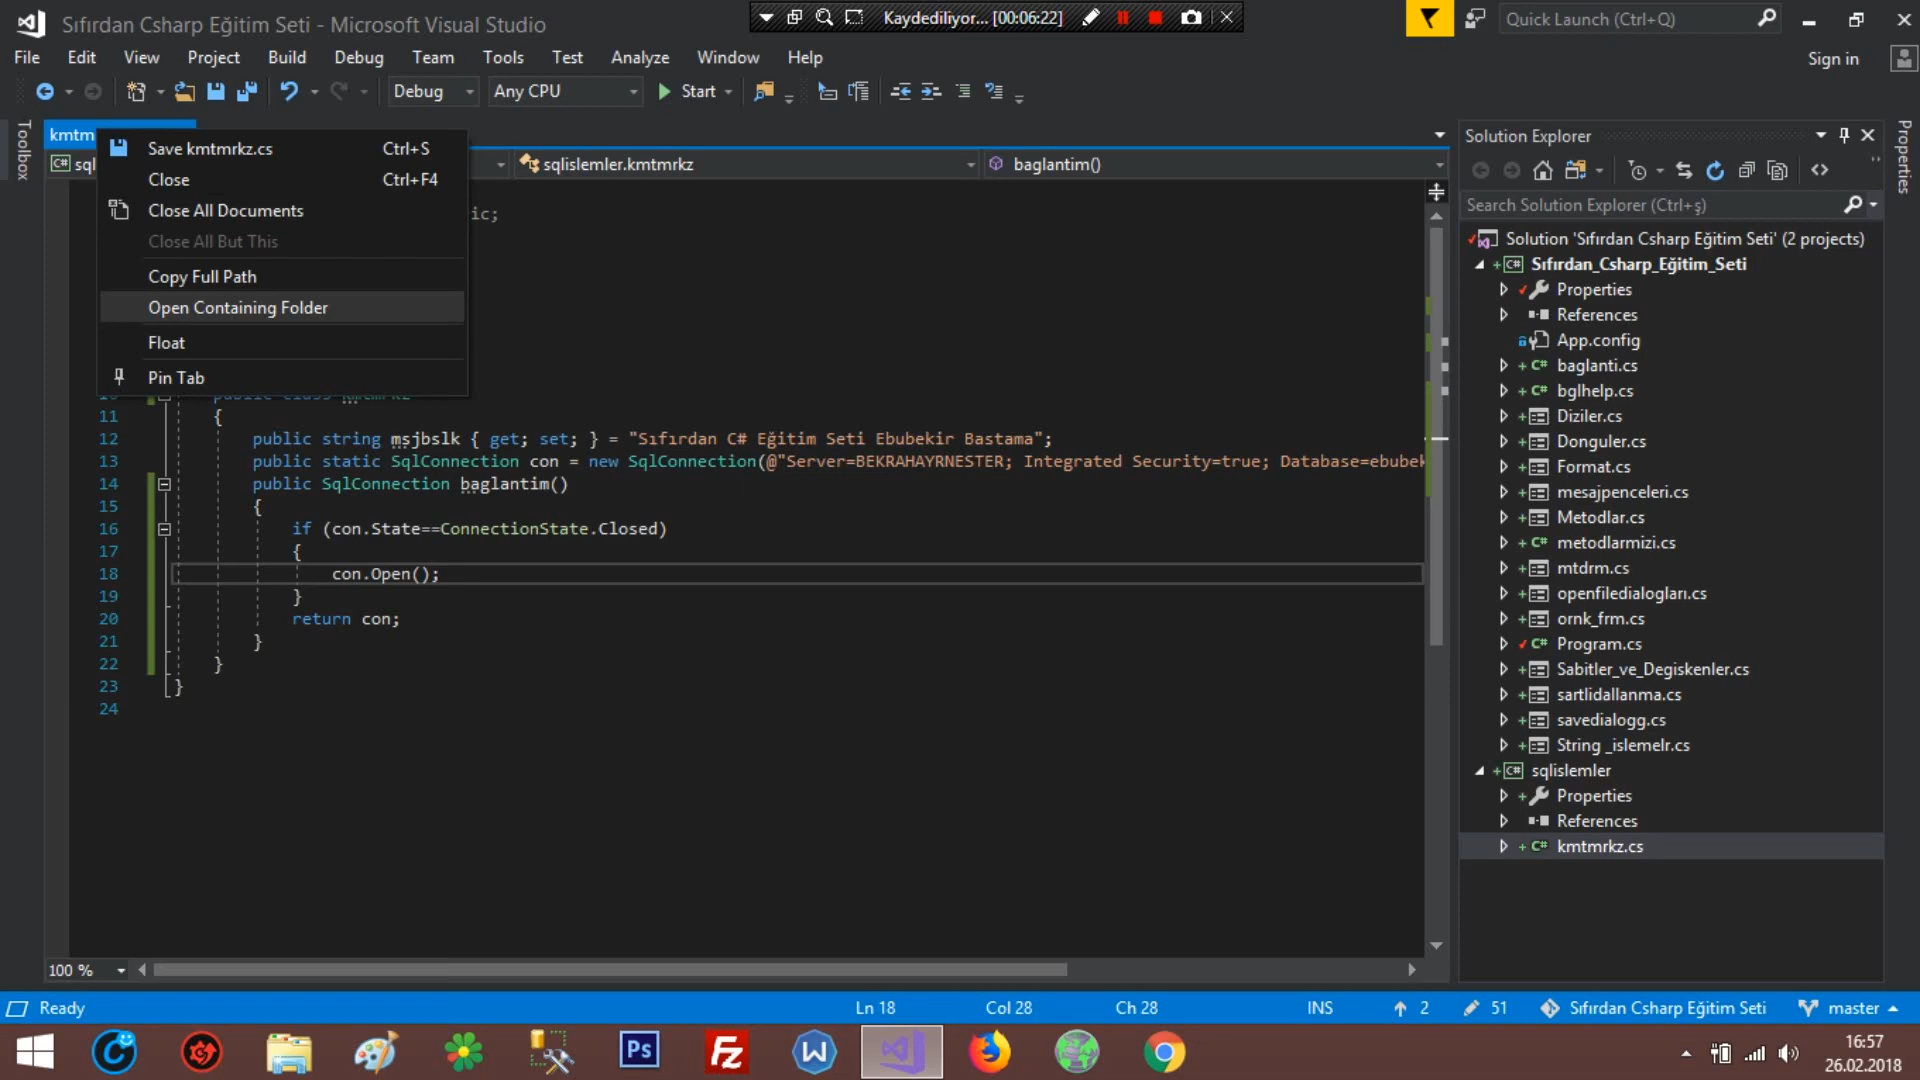 Sıfırdan Csharp Eğitim Seti - Microsoft Visual Studio
Kaydediliyor... [00:06:22]
Quick Launch (Ctrl+Q)
File Edit View Project Build Debug Team Tools Test Analyze Window Help
Sign in
Debug Any CPU Start
Toolbox
kmtm
Save kmtmrkz.cs Ctrl+S
Close Ctrl+F4
Close All Documents
Close All But This
Copy Full Path
Open Containing Folder
Float
Pin Tab
sql
sqlislemler.kmtmrkz
baglantim()
ic;
11 {
12 public string msjbslk { get; set; } = "Sıfırdan C# Eğitim Seti Ebubekir Bastama";
13 public static SqlConnection con = new SqlConnection(@"Server=BEKRAHAYRNESTER; Integrated Security=true; Database=ebubek
14 public SqlConnection baglantim()
15 {
16 if (con.State==ConnectionState.Closed)
17 {
18 con.Open();
19 }
20 return con;
21 }
22 }
23 }
24
100 %
Solution Explorer
Search Solution Explorer (Ctrl+ş)
Solution 'Sıfırdan Csharp Eğitim Seti' (2 projects)
Sıfırdan_Csharp_Eğitim_Seti
Properties
References
App.config
baglanti.cs
bglhelp.cs
Diziler.cs
Donguler.cs
Format.cs
mesajpenceleri.cs
Metodlar.cs
metodlarmizi.cs
mtdrm.cs
openfiledialogları.cs
ornk_frm.cs
Program.cs
Sabitler_ve_Degiskenler.cs
sartlidallanma.cs
savedialogg.cs
String _islemelr.cs
sqlislemler
Properties
References
kmtmrkz.cs
Properties
Ready Ln 18 Col 28 Ch 28 INS 2 51 Sıfırdan Csharp Eğitim Seti master
Ps
Fz
W
16:57
26.02.2018